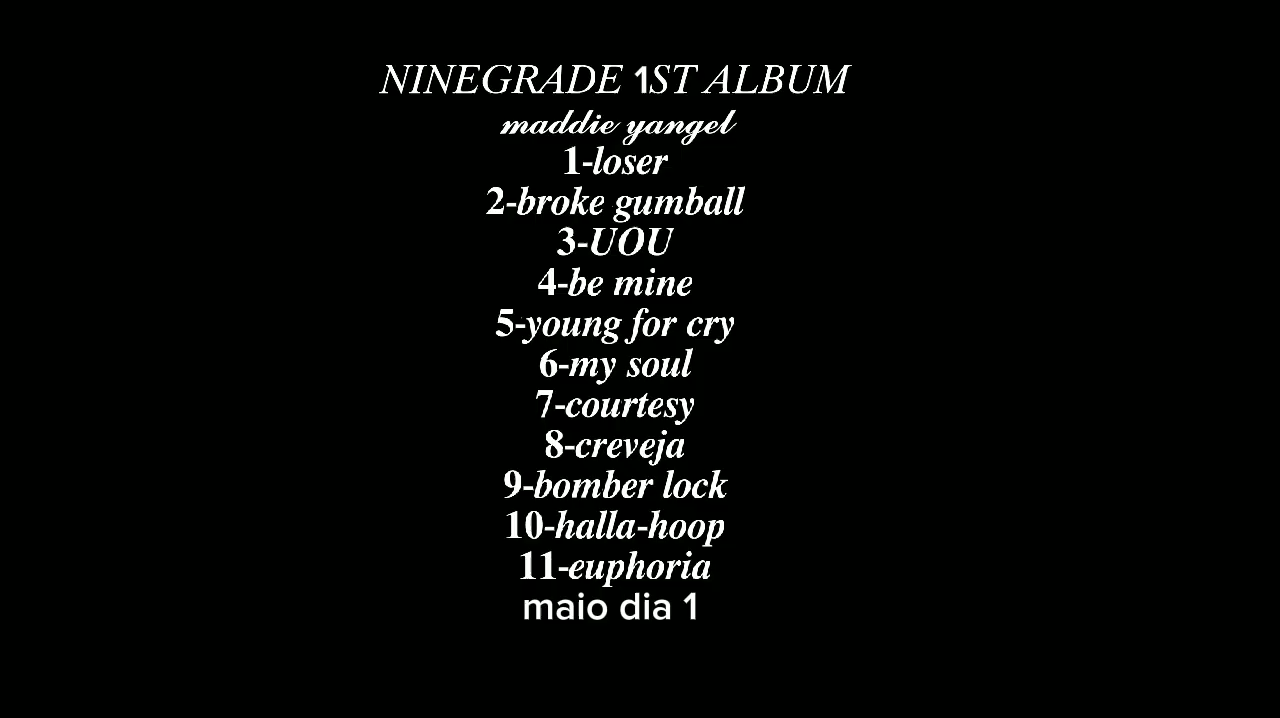 NINEGRADE 1ST ALBUM
maddie yangel
1-loser
2-broke gumball
3-UOU
4-be mine
5-young for cry
6-my soul
7-courtesy
8-creveja
9-bomber lock
10-halla-hoop
11-euphoria
maio dia 1